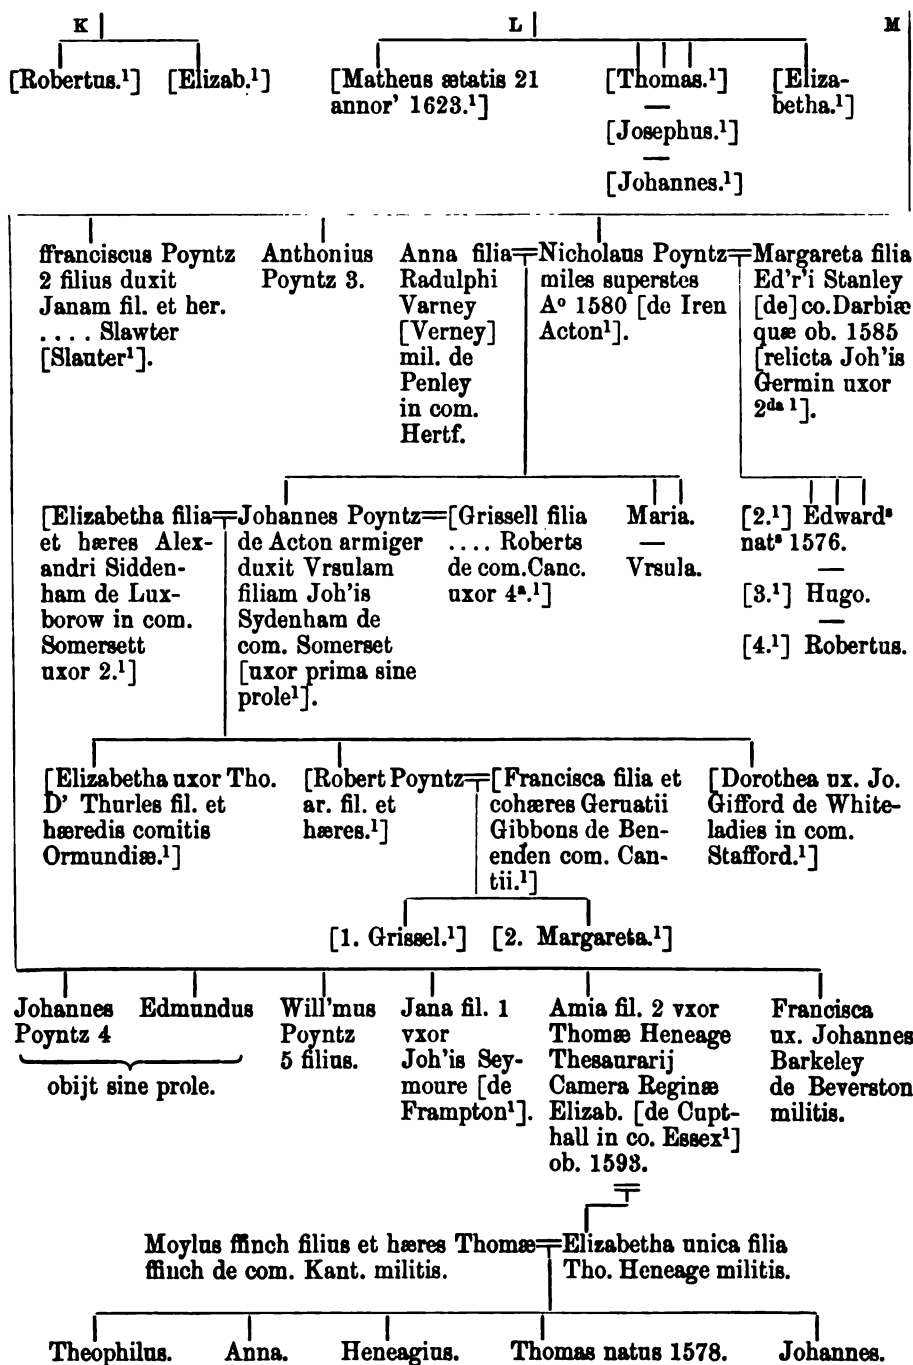 K L M
[Robertus.¹] [Elizab.¹]
[Matheus ætatis 21
annor' 1623.¹]
[Thomas.¹]
—
[Josephus.¹]
—
[Johannes.¹]
[Eliza-
betha.¹]
ffranciscus Poyntz
2 filius duxit
Janam fil. et her.
.... Slawter
[Slauter¹].
Anthonius
Poyntz 3.
Anna filia
Radulphi
Varney
[Verney]
mil. de
Penley
in com.
Hertf.
Nicholaus Poyntz
miles superstes
Aº 1580 [de Iren
Acton¹].
Margareta filia
Ed'r'i Stanley
[de] co. Darbiæ
quæ ob. 1585
[relicta Joh'is
Germin uxor
2ᵈᵃ ¹].
[Elizabetha filia
et hæres Alex-
andri Sidden-
ham de Lux-
borow in com.
Somersett
uxor 2.¹]
Johannes Poyntz
de Acton armiger
duxit Vrsulam
filiam Joh'is
Sydenham de
com. Somerset
[uxor prima sine
prole¹].
[Grissell filia
.... Roberts
de com. Canc.
uxor 4ᵃ.¹]
Maria.
—
Vrsula.
[2.¹] Edwardˢ
natˢ 1576.
—
[3.¹] Hugo.
—
[4.¹] Robertus.
[Elizabetha uxor Tho.
D' Thurles fil. et
hæredis comitis
Ormundiæ.¹]
[Robert Poyntz
ar. fil. et
hæres.¹]
[Francisca filia et
cohæres Geruatii
Gibbons de Ben-
enden com. Can-
tii.¹]
[Dorothea ux. Jo.
Gifford de White-
ladies in com.
Stafford.¹]
[1. Grissel.¹] [2. Margareta.¹]
Johannes
Poyntz 4
Edmundus
obijt sine prole.
Will'mus
Poyntz
5 filius.
Jana fil. 1
vxor
Joh'is Sey-
moure [de
Frampton¹].
Amia fil. 2 vxor
Thomæ Heneage
Thesaurarij
Camera Reginæ
Elizab. [de Cupt-
hall in co. Essex¹]
ob. 1593.
Francisca
ux. Johannes
Barkeley
de Beverston
militis.
Moylus ffinch filius et hæres Thomæ
ffinch de com. Kant. militis.
Elizabetha unica filia
Tho. Heneage militis.
Theophilus. Anna. Heneagius. Thomas natus 1578. Johannes.